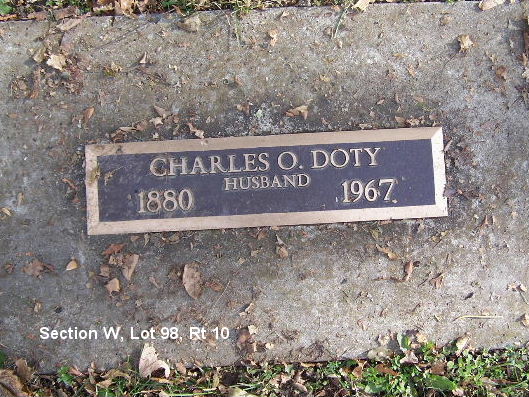 CHARLES O. DOTY
HUSBAND
1880 1967
Section W, Lot 98, Rt 10